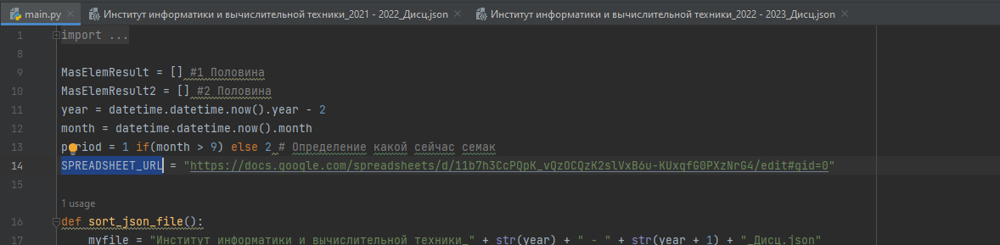 main.py
Институт информатики и вычислительной техники_2021 - 2022_Дисц.json
Институт информатики и вычислительной техники_2022 - 2023_Дисц.json
1 import ...
8
9 MasElemResult = [] #1 Половина
10 MasElemResult2 = [] #2 Половина
11 year = datetime.datetime.now().year - 2
12 month = datetime.datetime.now().month
13 period = 1 if(month > 9) else 2 # Определение какой сейчас семак
14 SPREADSHEET_URL = "https://docs.google.com/spreadsheets/d/11b7h3CcPQpK_vQzOCQzK2slVxB6u-KUxqfG0PXzNrG4/edit#gid=0"
15
1 usage
16 def sort_json_file():
17 myfile = "Институт информатики и вычислительной техники_" + str(year) + " - " + str(year + 1) + "_Дисц.json"